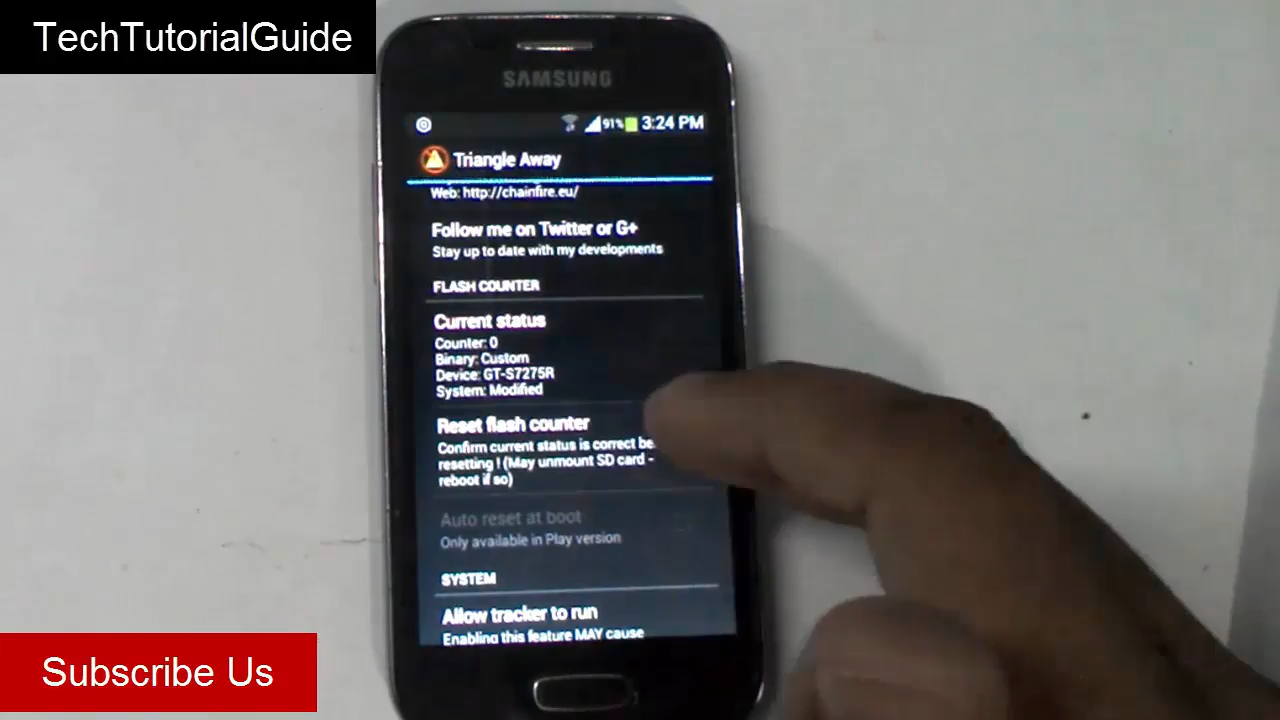 TechTutorialGuide
SAMSUNG
91% 3:24 PM
Triangle Away
Web: http://chainfire.eu/
Follow me on Twitter or G+
Stay up to date with my developments
FLASH COUNTER
Current status
Counter: 0
Binary: Custom
Device: GT-S7275R
System: Modified
Reset flash counter
Confirm current status is correct be
resetting ! (May unmount SD card -
reboot if so)
Auto reset at boot
Only available in Play version
SYSTEM
Allow tracker to run
Enabling this feature MAY cause
Subscribe Us